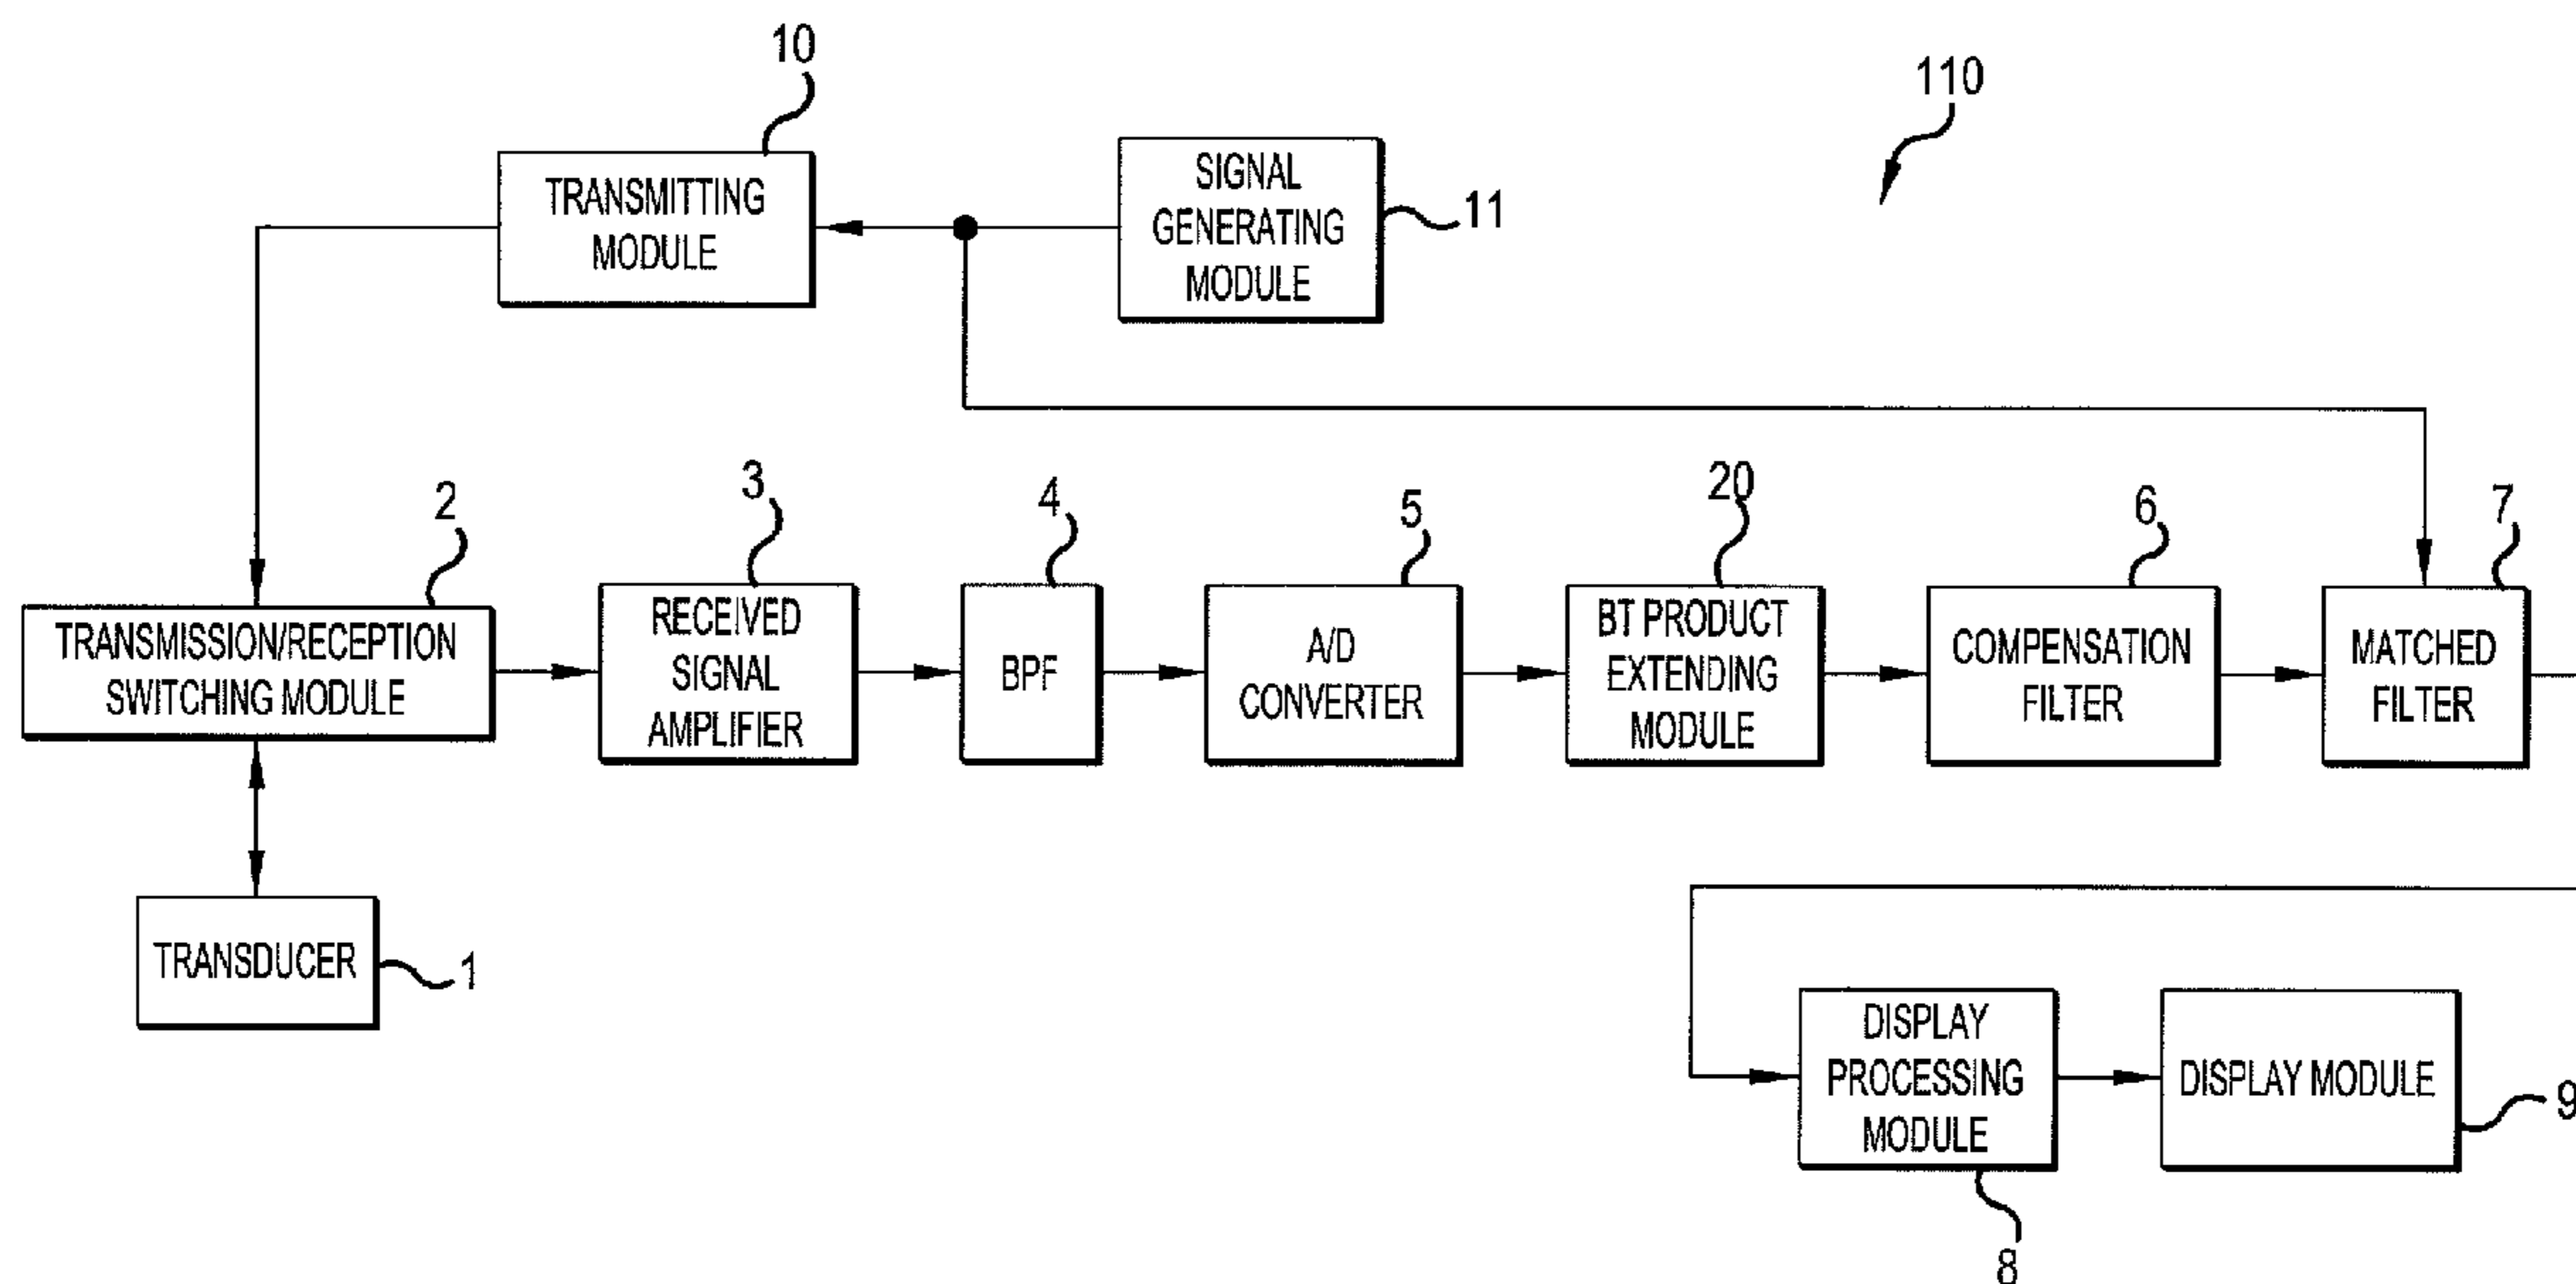 10
110
TRANSMITTING
MODULE
SIGNAL
GENERATING
MODULE
11
2
3
4
5
20
6
7
TRANSMISSION/RECEPTION
SWITCHING MODULE
RECEIVED
SIGNAL
AMPLIFIER
BPF
A/D
CONVERTER
BT PRODUCT
EXTENDING
MODULE
COMPENSATION
FILTER
MATCHED
FILTER
TRANSDUCER
1
DISPLAY
PROCESSING
MODULE
DISPLAY MODULE
9
8